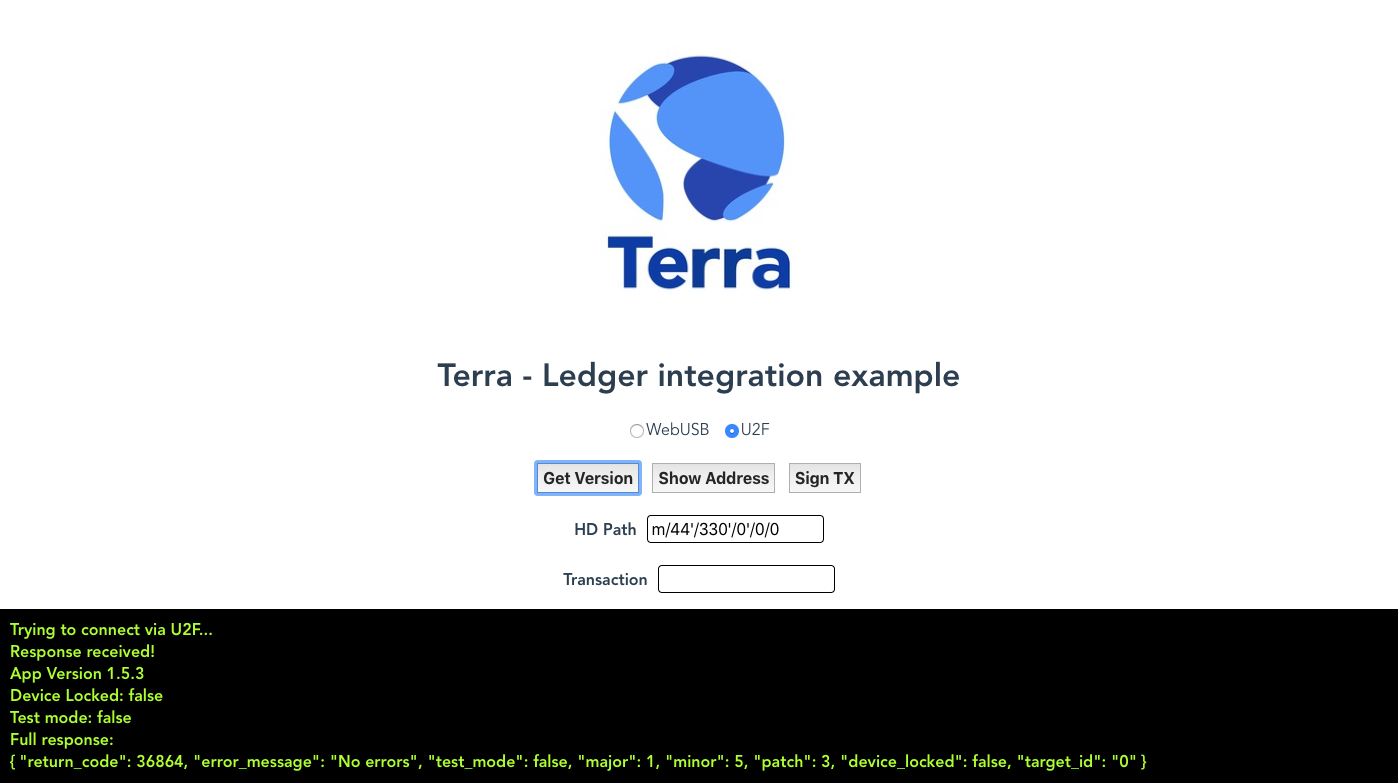 Terra
Terra - Ledger integration example
WebUSB U2F
Get Version Show Address Sign TX
HD Path m/44'/330'/0'/0/0
Transaction
Trying to connect via U2F...
Response received!
App Version 1.5.3
Device Locked: false
Test mode: false
Full response:
{ "return_code": 36864, "error_message": "No errors", "test_mode": false, "major": 1, "minor": 5, "patch": 3, "device_locked": false, "target_id": "0" }